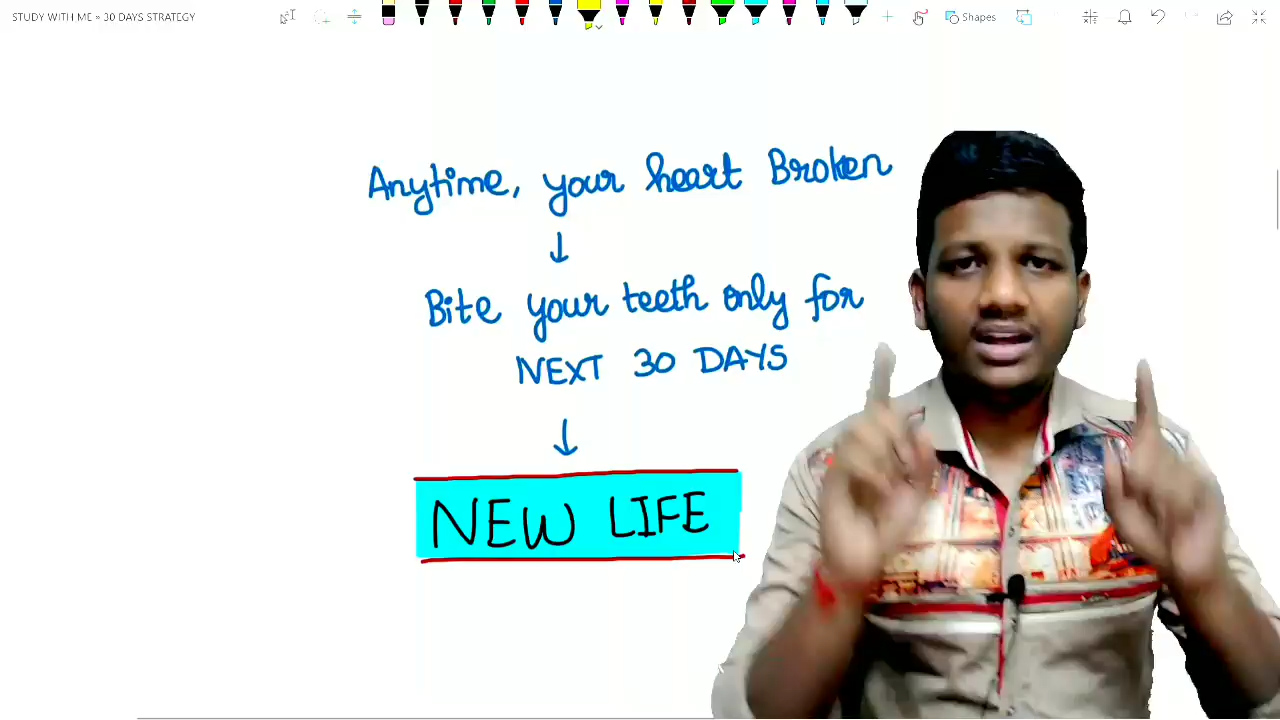 STUDY WITH ME » 30 DAYS STRATEGY
Shapes
Anytime, your heart Broken
↓
Bite your teeth only for
NEXT 30 DAYS
↓
NEW LIFE